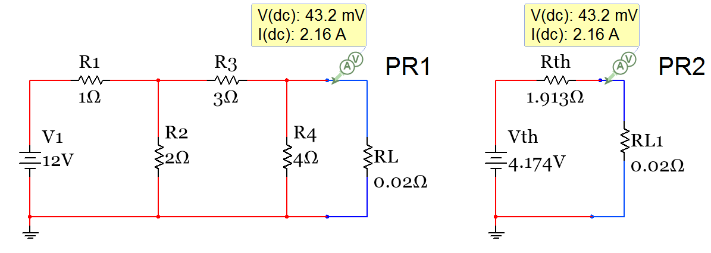 V(dc): 43.2 mV
I(dc): 2.16 A
PR1
R1
1Ω
R3
3Ω
V1
12V
R2
2Ω
R4
4Ω
RL
0.02Ω
V(dc): 43.2 mV
I(dc): 2.16 A
PR2
Rth
1.913Ω
Vth
4.174V
RL1
0.02Ω
A
V
A
V